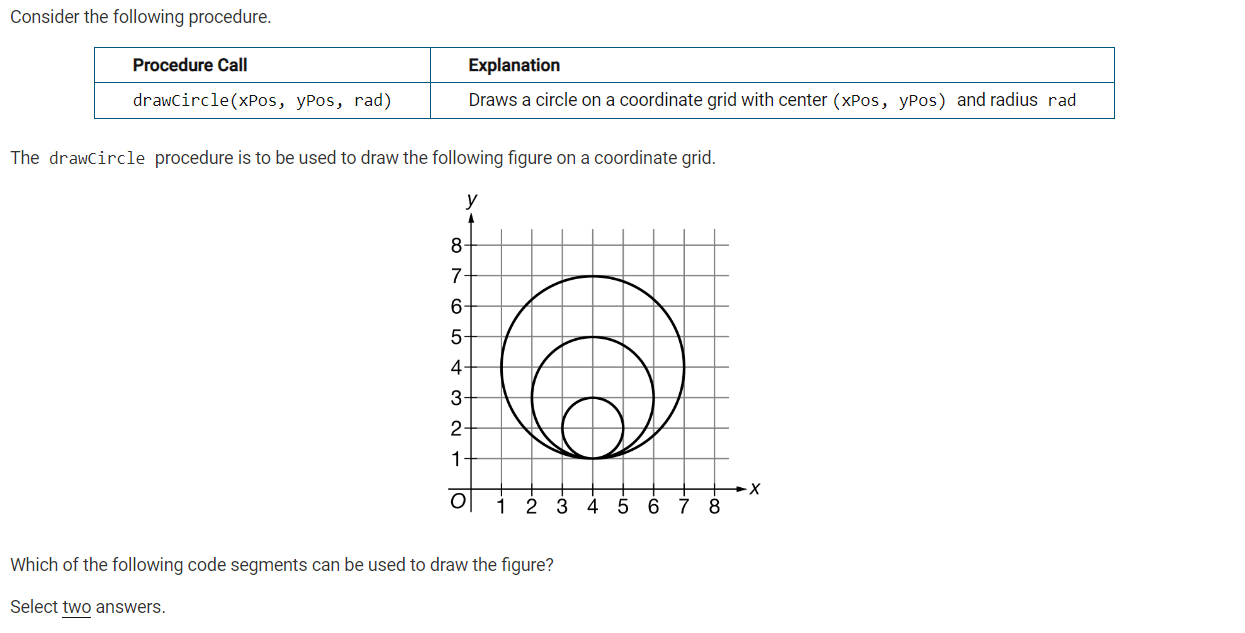 Consider the following procedure.
Procedure Call Explanation
drawCircle(xPos, yPos, rad) Draws a circle on a coordinate grid with center (xPos, yPos) and radius rad
The drawCircle procedure is to be used to draw the following figure on a coordinate grid.
y
8
7
6
5
4
3
2
1
O 1 2 3 4 5 6 7 8 x
Which of the following code segments can be used to draw the figure?
Select two answers.